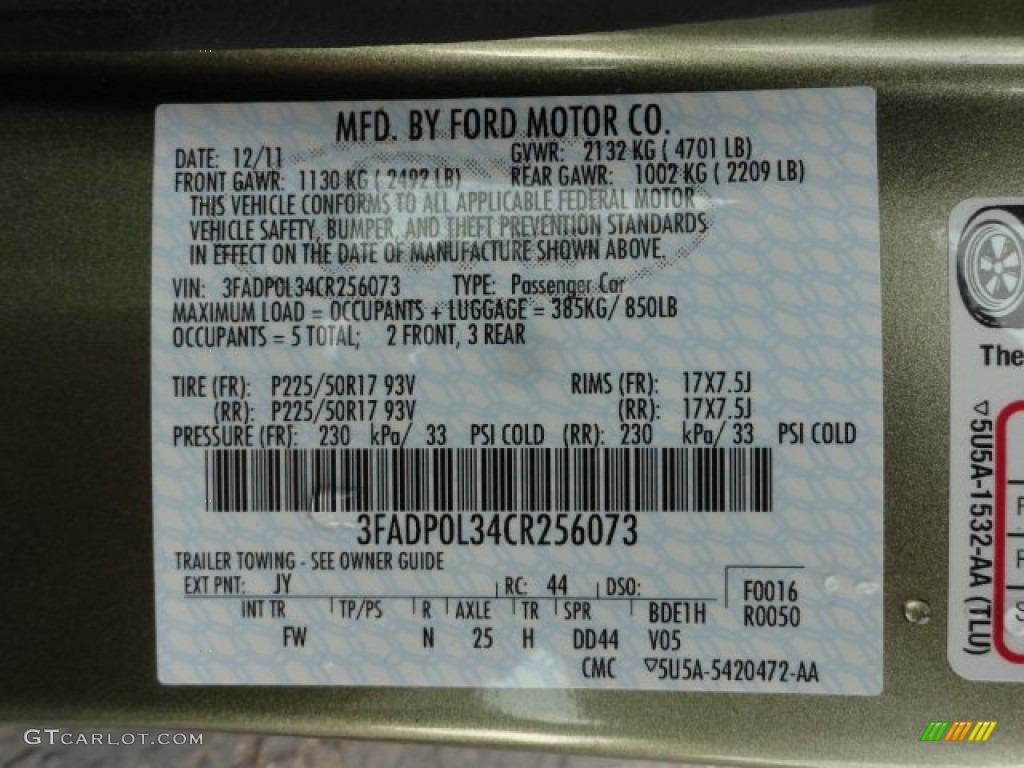 MFD. BY FORD MOTOR CO.
DATE: 12/11 GVWR: 2132 KG ( 4701 LB)
FRONT GAWR: 1130 KG ( 2492 LB) REAR GAWR: 1002 KG ( 2209 LB)
THIS VEHICLE CONFORMS TO ALL APPLICABLE FEDERAL MOTOR
VEHICLE SAFETY, BUMPER, AND THEFT PREVENTION STANDARDS
IN EFFECT ON THE DATE OF MANUFACTURE SHOWN ABOVE.
VIN: 3FADP0L34CR256073 TYPE: Passenger Car
MAXIMUM LOAD = OCCUPANTS + LUGGAGE = 385KG/ 850LB
OCCUPANTS = 5 TOTAL; 2 FRONT, 3 REAR
TIRE (FR): P225/50R17 93V RIMS (FR): 17X7.5J
(RR): P225/50R17 93V (RR): 17X7.5J
PRESSURE (FR): 230 kPa/ 33 PSI COLD (RR): 230 kPa/ 33 PSI COLD
3FADP0L34CR256073
TRAILER TOWING - SEE OWNER GUIDE
EXT PNT: JY RC: 44 DSO: F0016
INT TR TP/PS R AXLE TR SPR BDE1H R0050
FW N 25 H DD44 V05
CMC ▽5U5A-5420472-AA
The
▽5U5A-1532-AA (TLU)
GTCARLOT.COM